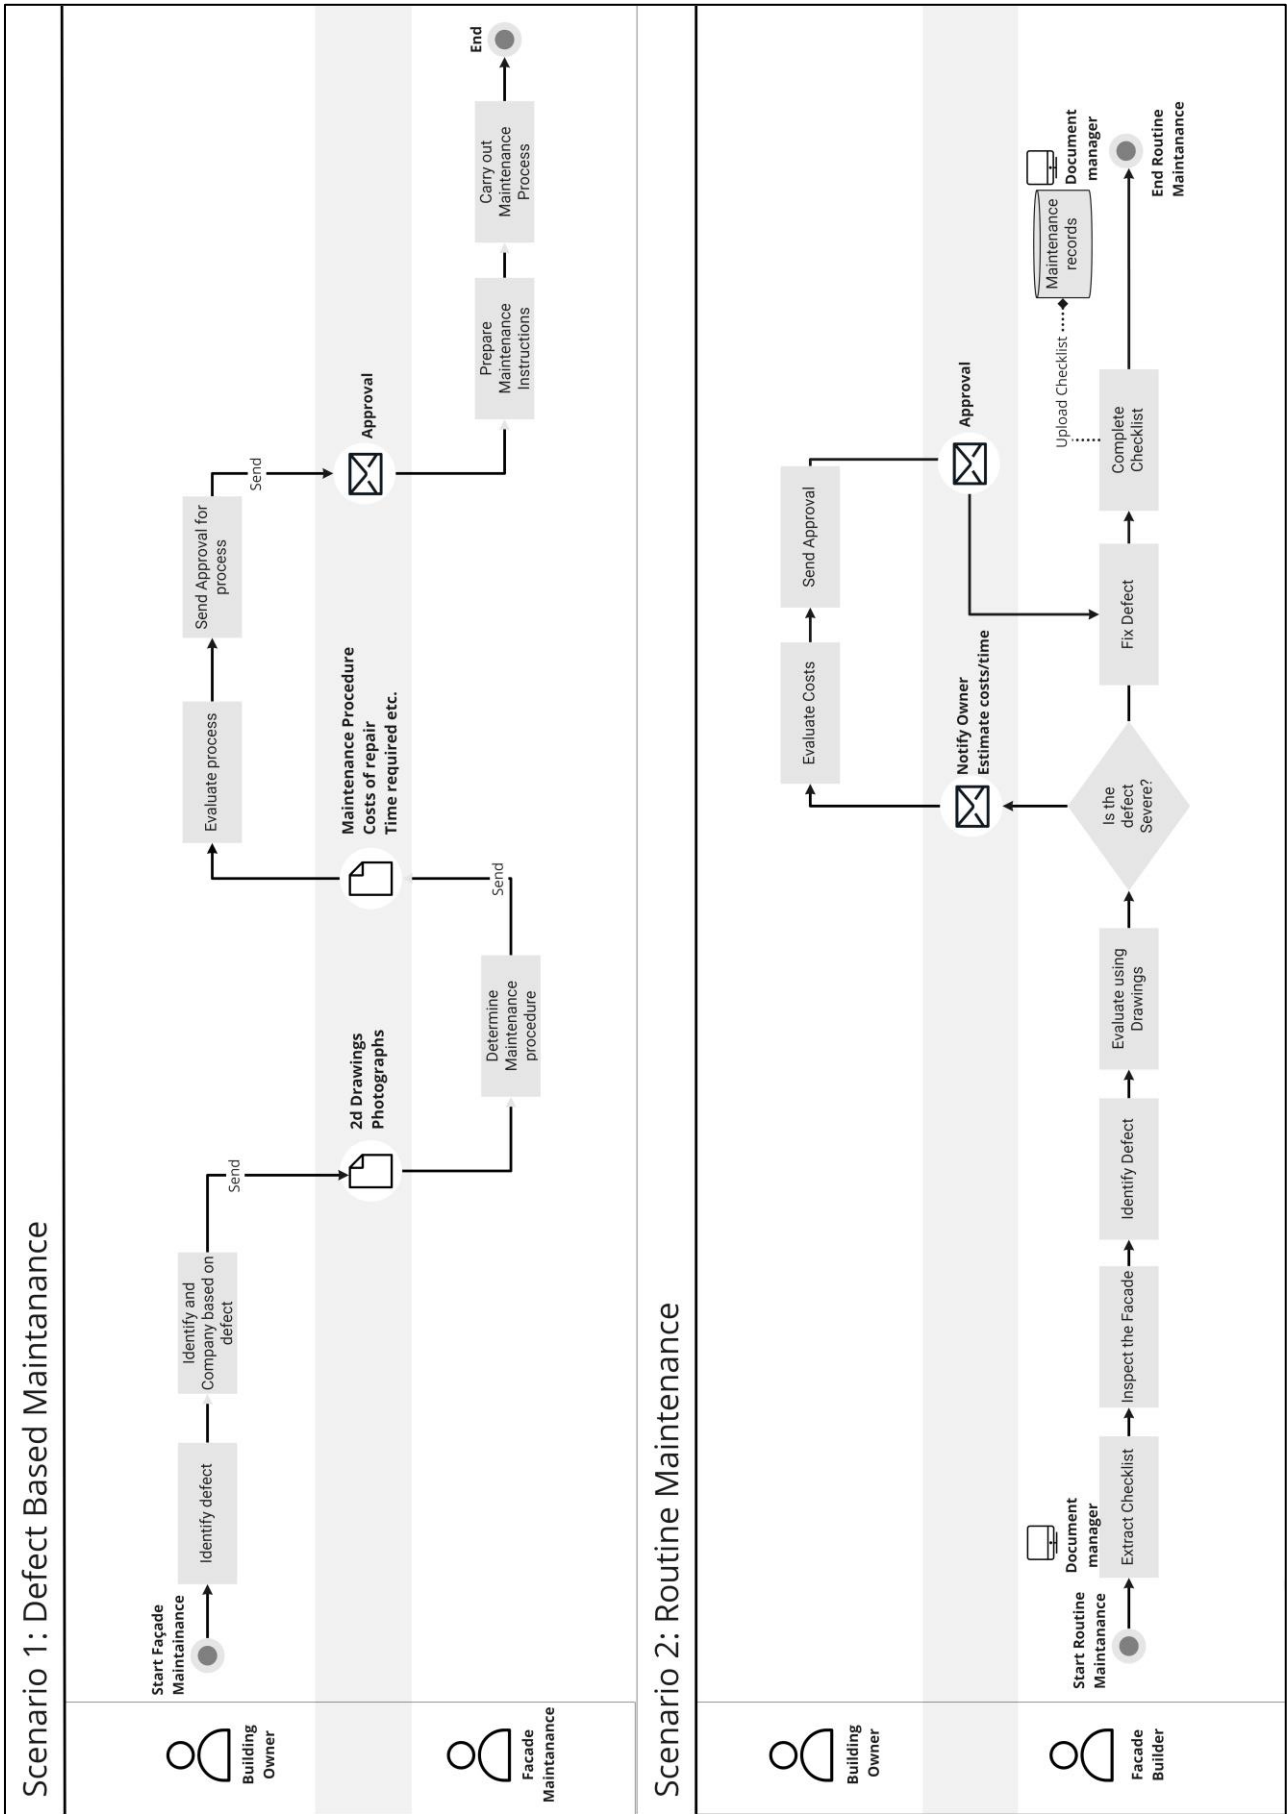 Scenario 1: Defect Based Maintanance
Building
Owner
Facade
Maintanance
Start Façade
Maintainance
Identify defect
Identify and
Company based on
defect
Send
2d Drawings
Photographs
Determine
Maintenance
procedure
Send
Maintenance Procedure
Costs of repair
Time required etc.
Evaluate process
Send Approval for
process
Send
Approval
Prepare
Maintenance
Instructions
Carry out
Maintenance
Process
End
Scenario 2: Routine Maintenance
Building
Owner
Facade
Builder
Start Routine
Maintanance
Document
manager
Extract Checklist
Inspect the Facade
Identify Defect
Evaluate using
Drawings
Is the
defect
Severe?
Notify Owner
Estimate costs/time
Evaluate Costs
Send Approval
Approval
Fix Defect
Complete
Checklist
Upload Checklist
Maintenance
records
Document
manager
End Routine
Maintanance